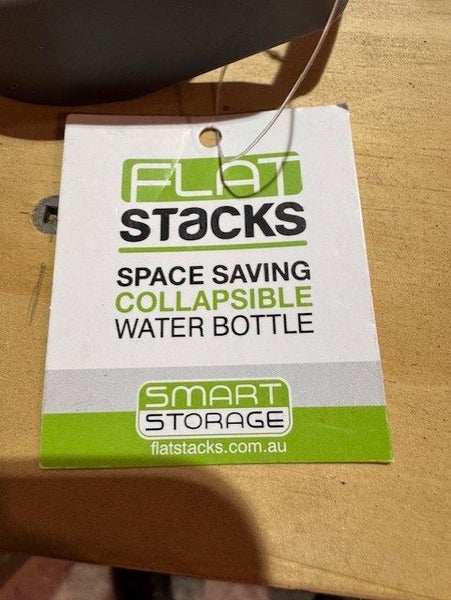 FLAT
STacKS
SPACE SAVING
COLLAPSIBLE
WATER BOTTLE
SMART
STORAGE
flatstacks.com.au